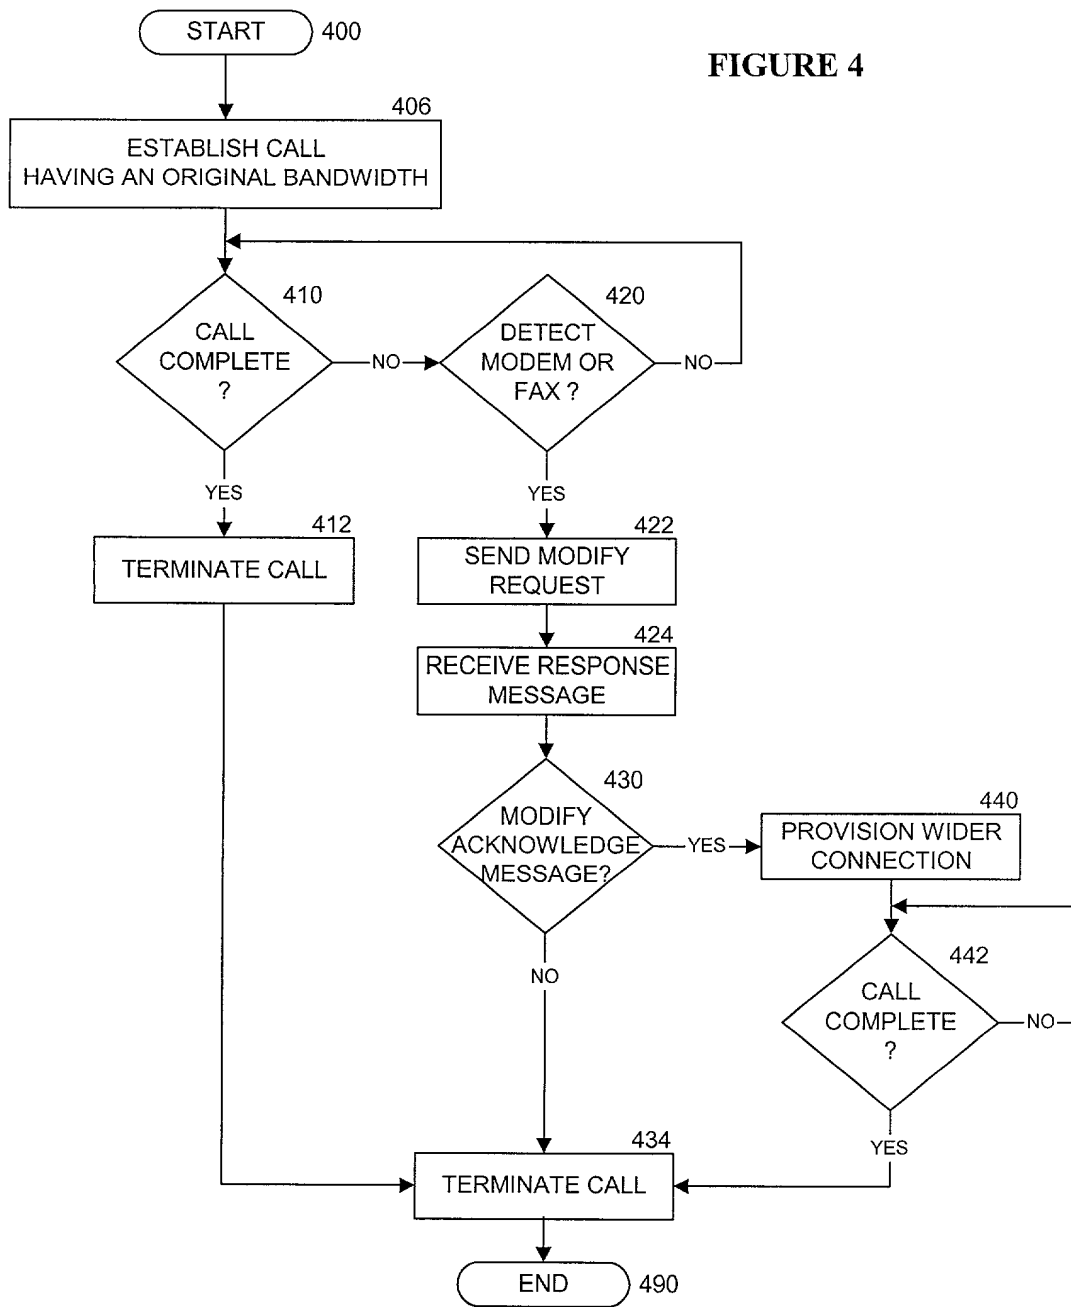 START
400
FIGURE 4
406
ESTABLISH CALL
HAVING AN ORIGINAL BANDWIDTH
410
CALL
COMPLETE
?
NO
420
DETECT
MODEM OR
FAX ?
NO
YES
YES
412
TERMINATE CALL
422
SEND MODIFY
REQUEST
424
RECEIVE RESPONSE
MESSAGE
430
MODIFY
ACKNOWLEDGE
MESSAGE?
YES
440
PROVISION WIDER
CONNECTION
NO
442
CALL
COMPLETE
?
NO
YES
434
TERMINATE CALL
END
490